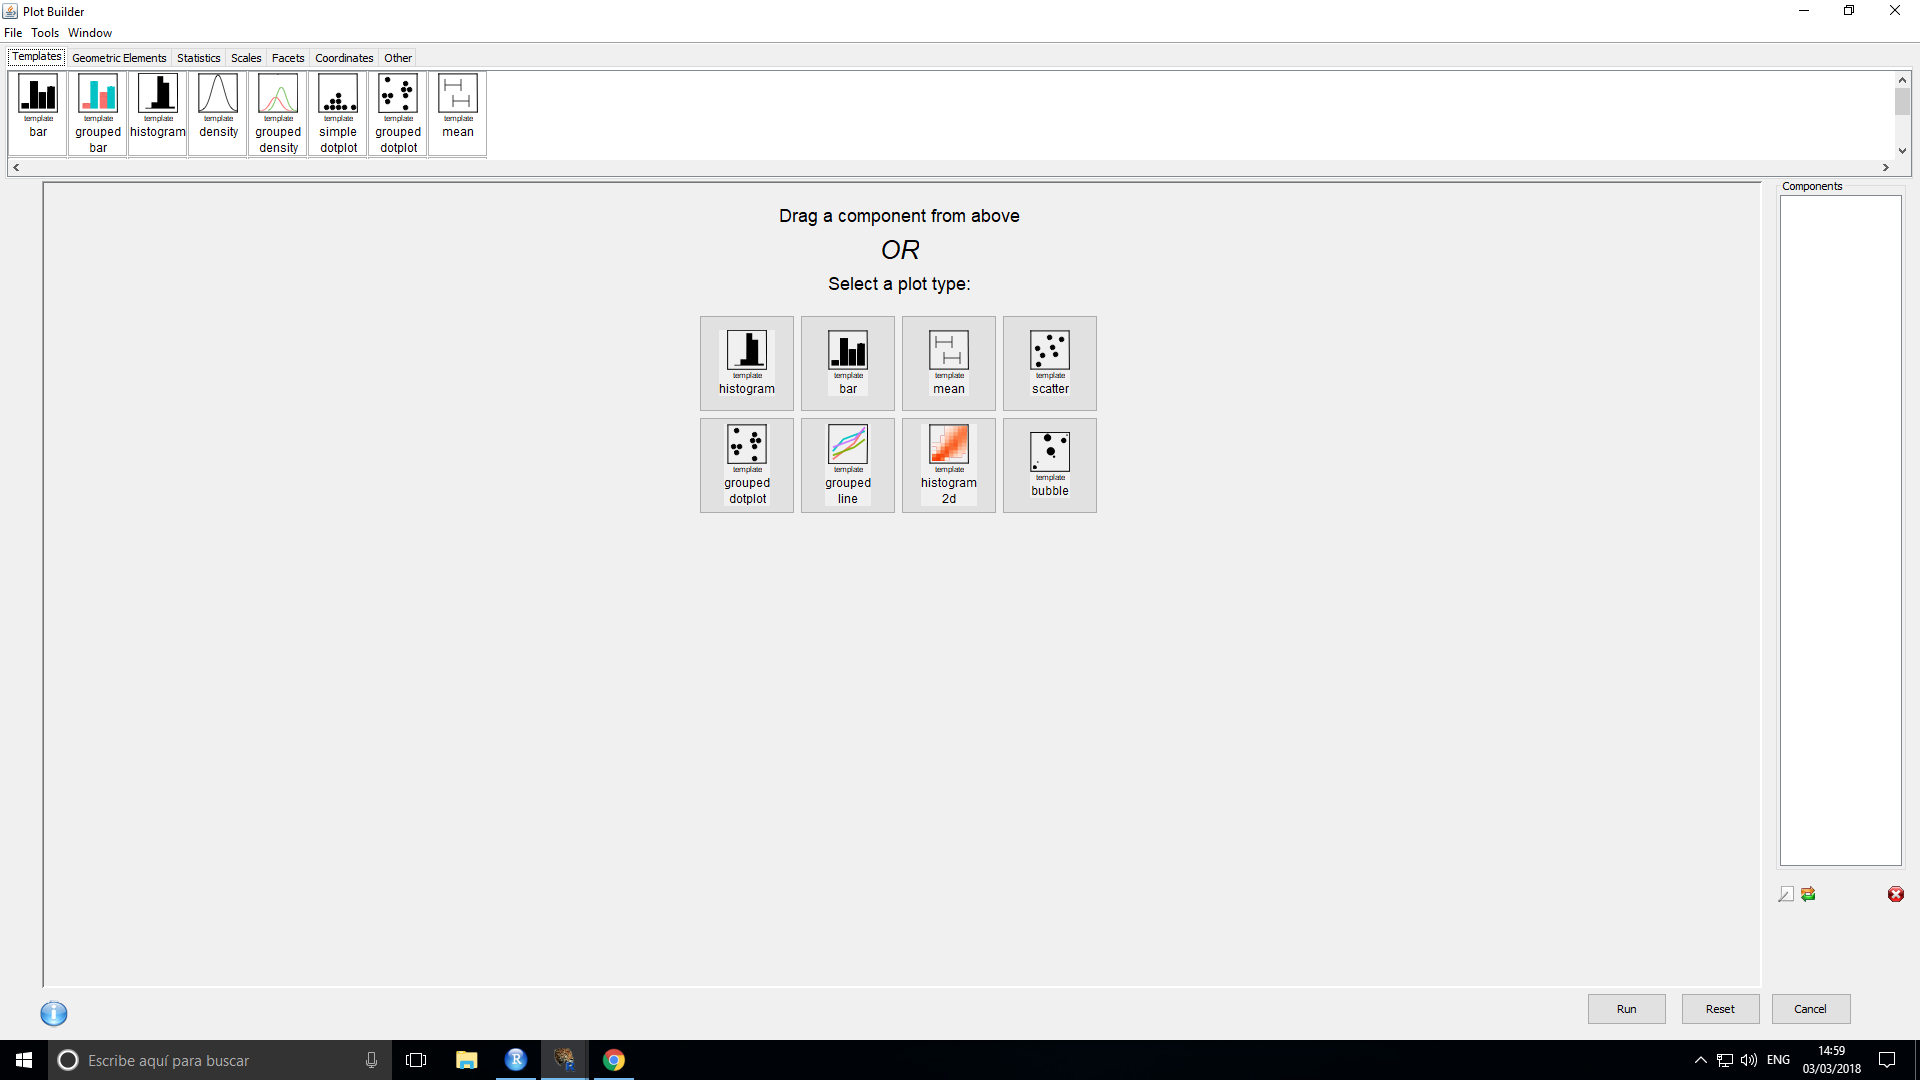 Plot Builder
File Tools Window
Templates Geometric Elements Statistics Scales Facets Coordinates Other
template template template template template template template template
bar grouped histogram density grouped simple grouped mean
bar density dotplot dotplot
Components
Drag a component from above
OR
Select a plot type:
template template template template
histogram bar mean scatter
template template template template
grouped grouped histogram bubble
dotplot line 2d
Run Reset Cancel
Escribe aquí para buscar
R
ENG
14:59
03/03/2018